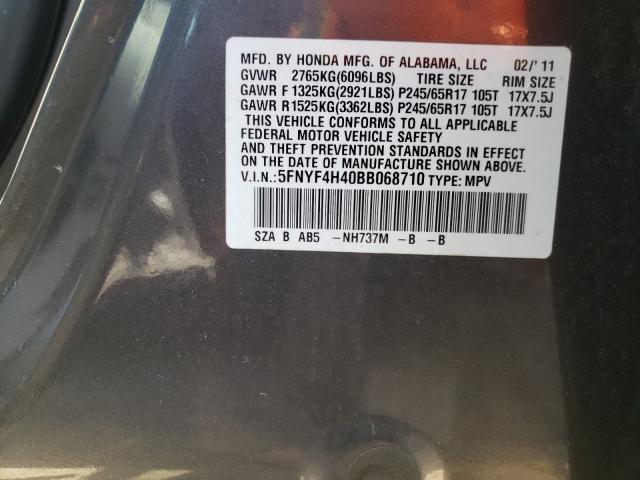 MFD. BY HONDA MFG. OF ALABAMA, LLC 02/'11
GVWR 2765KG(6096LBS) TIRE SIZE RIM SIZE
GAWR F 1325KG(2921LBS) P245/65R17 105T 17X7.5J
GAWR R1525KG(3362LBS) P245/65R17 105T 17X7.5J
THIS VEHICLE CONFORMS TO ALL APPLICABLE
FEDERAL MOTOR VEHICLE SAFETY
AND THEFT PREVENTION STANDARDS IN EFFECT
ON THE DATE OF MANUFACTURE SHOWN ABOVE.
V.I.N.:5FNYF4H40BB068710 TYPE: MPV
SZA B AB5 -NH737M -B -B